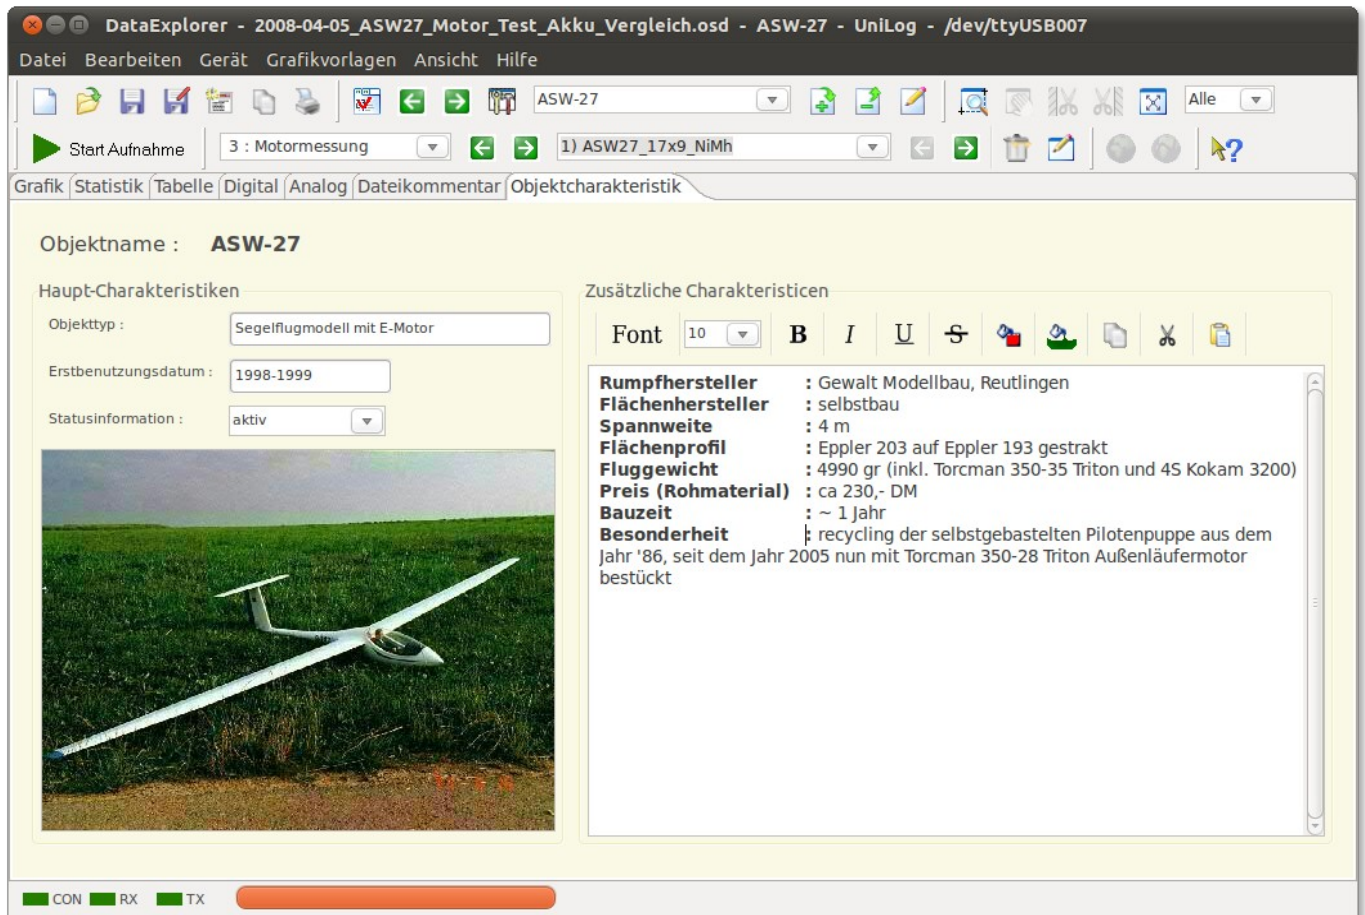 DataExplorer - 2008-04-05_ASW27_Motor_Test_Akku_Vergleich.osd - ASW-27 - UniLog - /dev/ttyUSB007
Datei Bearbeiten Gerät Grafikvorlagen Ansicht Hilfe
ASW-27 Alle
Start Aufnahme 3 : Motormessung 1) ASW27_17x9_NiMh
Grafik Statistik Tabelle Digital Analog Dateikommentar Objektcharakteristik
Objektname : ASW-27
Haupt-Charakteristiken
Objekttyp : Segelflugmodell mit E-Motor
Erstbenutzungsdatum : 1998-1999
Statusinformation : aktiv
Zusätzliche Characteristicen
Font 10 B I U S
Rumpfhersteller : Gewalt Modellbau, Reutlingen
Flächenhersteller : selbstbau
Spannweite : 4 m
Flächenprofil : Eppler 203 auf Eppler 193 gestrakt
Fluggewicht : 4990 gr (inkl. Torcman 350-35 Triton und 4S Kokam 3200)
Preis (Rohmaterial) : ca 230,- DM
Bauzeit : ~ 1 Jahr
Besonderheit : recycling der selbstgebastelten Pilotenpuppe aus dem
Jahr '86, seit dem Jahr 2005 nun mit Torcman 350-28 Triton Außenläufermotor
bestückt
CON RX TX